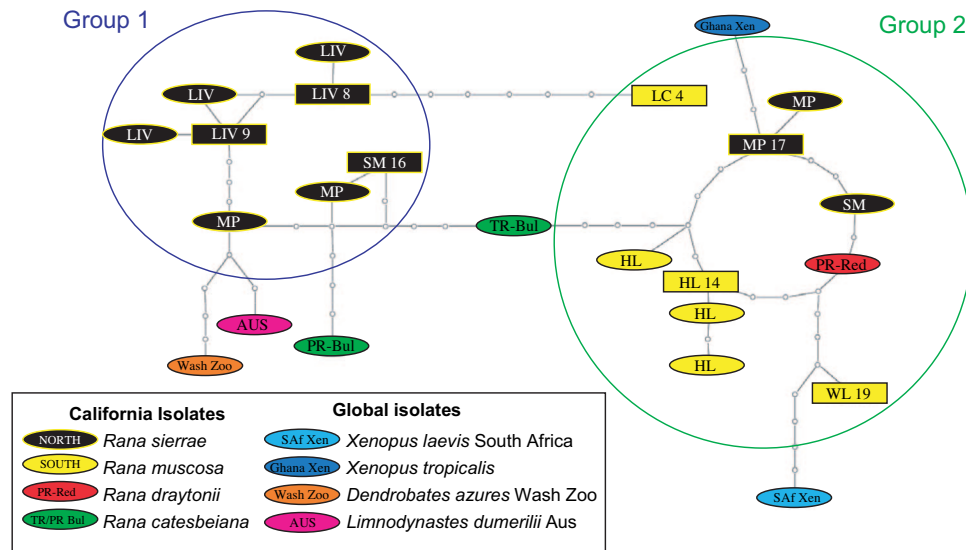 Group 1
Group 2
Ghana Xen
LIV
LIV
LIV 8
LC 4
MP
LIV
LIV 9
MP 17
SM 16
MP
SM
MP
TR-Bul
HL
PR-Red
HL 14
HL
AUS
PR-Bul
Wash Zoo
HL
WL 19
SAf Xen
California Isolates
NORTH Rana sierrae
SOUTH Rana muscosa
PR-Red Rana draytonii
TR/PR Bul Rana catesbeiana
Global isolates
SAf Xen Xenopus laevis South Africa
Ghana Xen Xenopus tropicalis
Wash Zoo Dendrobates azures Wash Zoo
AUS Limnodynastes dumerilii Aus